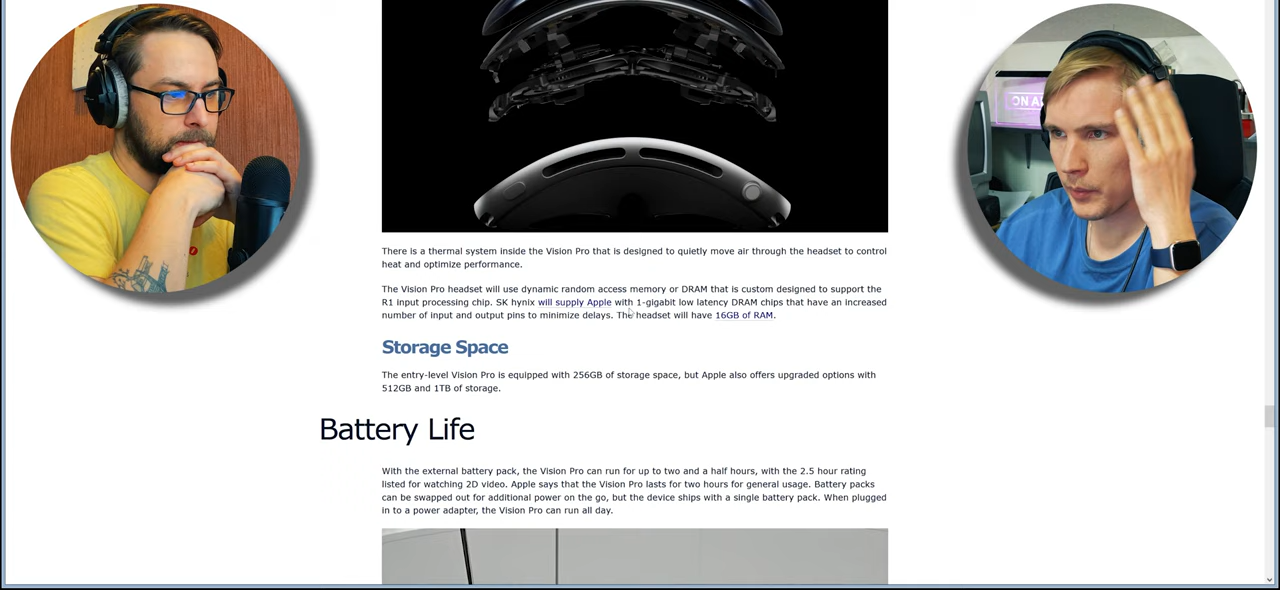 ON A
There is a thermal system inside the Vision Pro that is designed to quietly move air through the headset to control
heat and optimize performance.
The Vision Pro headset will use dynamic random access memory or DRAM that is custom designed to support the
R1 input processing chip. SK hynix will supply Apple with 1-gigabit low latency DRAM chips that have an increased
number of input and output pins to minimize delays. The headset will have 16GB of RAM.
Storage Space
The entry-level Vision Pro is equipped with 256GB of storage space, but Apple also offers upgraded options with
512GB and 1TB of storage.
Battery Life
With the external battery pack, the Vision Pro can run for up to two and a half hours, with the 2.5 hour rating
listed for watching 2D video. Apple says that the Vision Pro lasts for two hours for general usage. Battery packs
can be swapped out for additional power on the go, but the device ships with a single battery pack. When plugged
in to a power adapter, the Vision Pro can run all day.